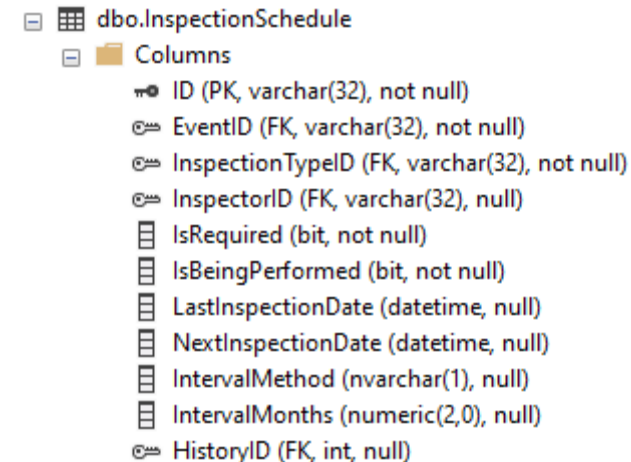 dbo.InspectionSchedule
Columns
ID (PK, varchar(32), not null)
EventID (FK, varchar(32), not null)
InspectionTypeID (FK, varchar(32), not null)
InspectorID (FK, varchar(32), null)
IsRequired (bit, not null)
IsBeingPerformed (bit, not null)
LastInspectionDate (datetime, null)
NextInspectionDate (datetime, null)
IntervalMethod (nvarchar(1), null)
IntervalMonths (numeric(2,0), null)
HistoryID (FK, int, null)